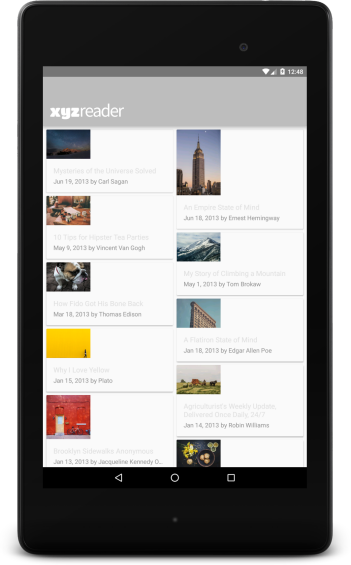 12:48
xyzreader
Mysteries of the Universe Solved
Jun 19, 2013 by Carl Sagan
10 Tips for Hipster Tea Parties
May 9, 2013 by Vincent Van Gogh
How Fido Got His Bone Back
Mar 18, 2013 by Thomas Edison
Why I Love Yellow
Jan 15, 2013 by Plato
Brooklyn Sidewalks Anonymous
Jan 13, 2013 by Jacqueline Kennedy O...
An Empire State of Mind
Jun 18, 2013 by Ernest Hemingway
My Story of Climbing a Mountain
May 1, 2013 by Tom Brokaw
A Flatiron State of Mind
Jan 18, 2013 by Edgar Allen Poe
Agriculturist's Weekly Update,
Delivered Once Daily, 24/7
Jan 14, 2013 by Robin Williams